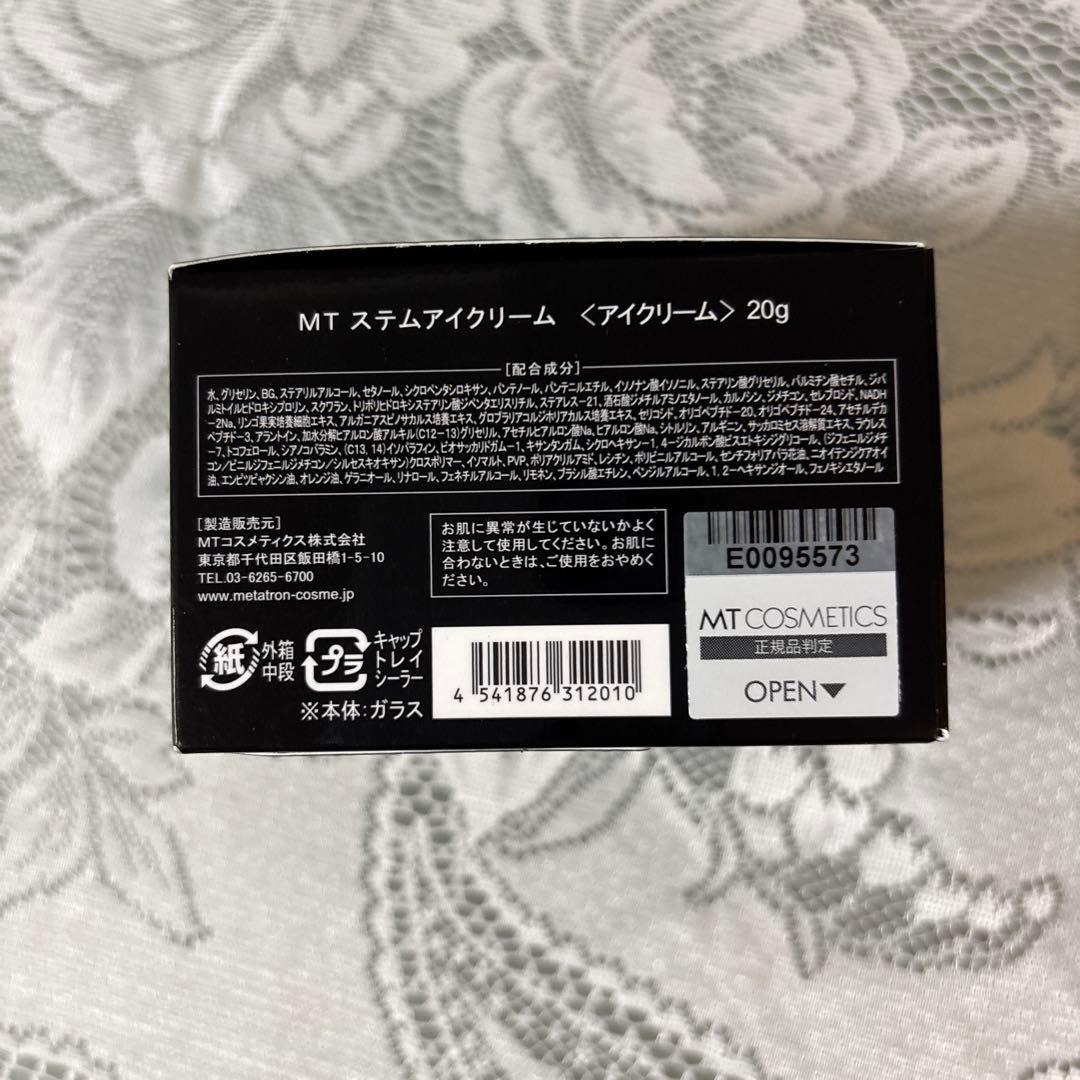 MT ステムアイクリーム 〈アイクリーム〉 20g
[配合成分]
水、グリセリン、BG、ステアリルアルコール、セタノール、シクロペンタシロキサン、パンテノール、パンテニルエチル、イソノナン酸イソノニル、ステアリン酸グリセリル、パルミチン酸セチル、ジパ
ルミトイルヒドロキシプロリン、スクワラン、トリポリヒドロキシステアリン酸ジペンタエリスリチル、ステアレス-21、酒石酸ジメチルアミノエタノール、カルノシン、ジメチコン、セレブロシド、NADH
-2Na、リンゴ果実培養細胞エキス、アルガニアスピノサカルス培養エキス、グロブラリアコルジホリアカルス培養エキス、セリコシド、オリゴペプチド-20、オリゴペプチド-24、アセチルデカ
ペプチド-3、アラントイン、加水分解ヒアルロン酸アルキル(C12-13)グリセリル、アセチルヒアルロン酸Na、ヒアルロン酸Na、シトルリン、アルギニン、サッカロミセス溶解質エキス、ラウレス
-7、トコフェロール、シアノコバラミン、(C13, 14)イソパラフィン、ビオサッカリドガム-1、キサンタンガム、シクロヘキサン-1, 4-ジカルボン酸ビスエトキシジグリコール、(ジフェニルジメチ
コン/ビニルジフェニルジメチコン/シルセスキオキサン)クロスポリマー、イソマルト、PVP、ポリアクリルアミド、レシチン、ポリビニルアルコール、センチフォリアバラ花油、ニオイテンジクアオイ
油、エンピツビャクシン油、オレンジ油、ゲラニオール、リナロール、フェネチルアルコール、リモネン、ブラシル酸エチレン、ベンジルアルコール、1, 2-ヘキサンジオール、フェノキシエタノール
[製造販売元]
MTコスメティクス株式会社
東京都千代田区飯田橋1-5-10
TEL.03-6265-6700
www.metatron-cosme.jp
お肌に異常が生じていないかよく
注意して使用してください。お肌に
合わないときは、ご使用をおやめく
ださい。
E0095573
MT COSMETICS
正規品判定
OPEN▼
紙 外箱
中段
プラ キャップ
トレイ
シーラー
※本体：ガラス
4 541876 312010